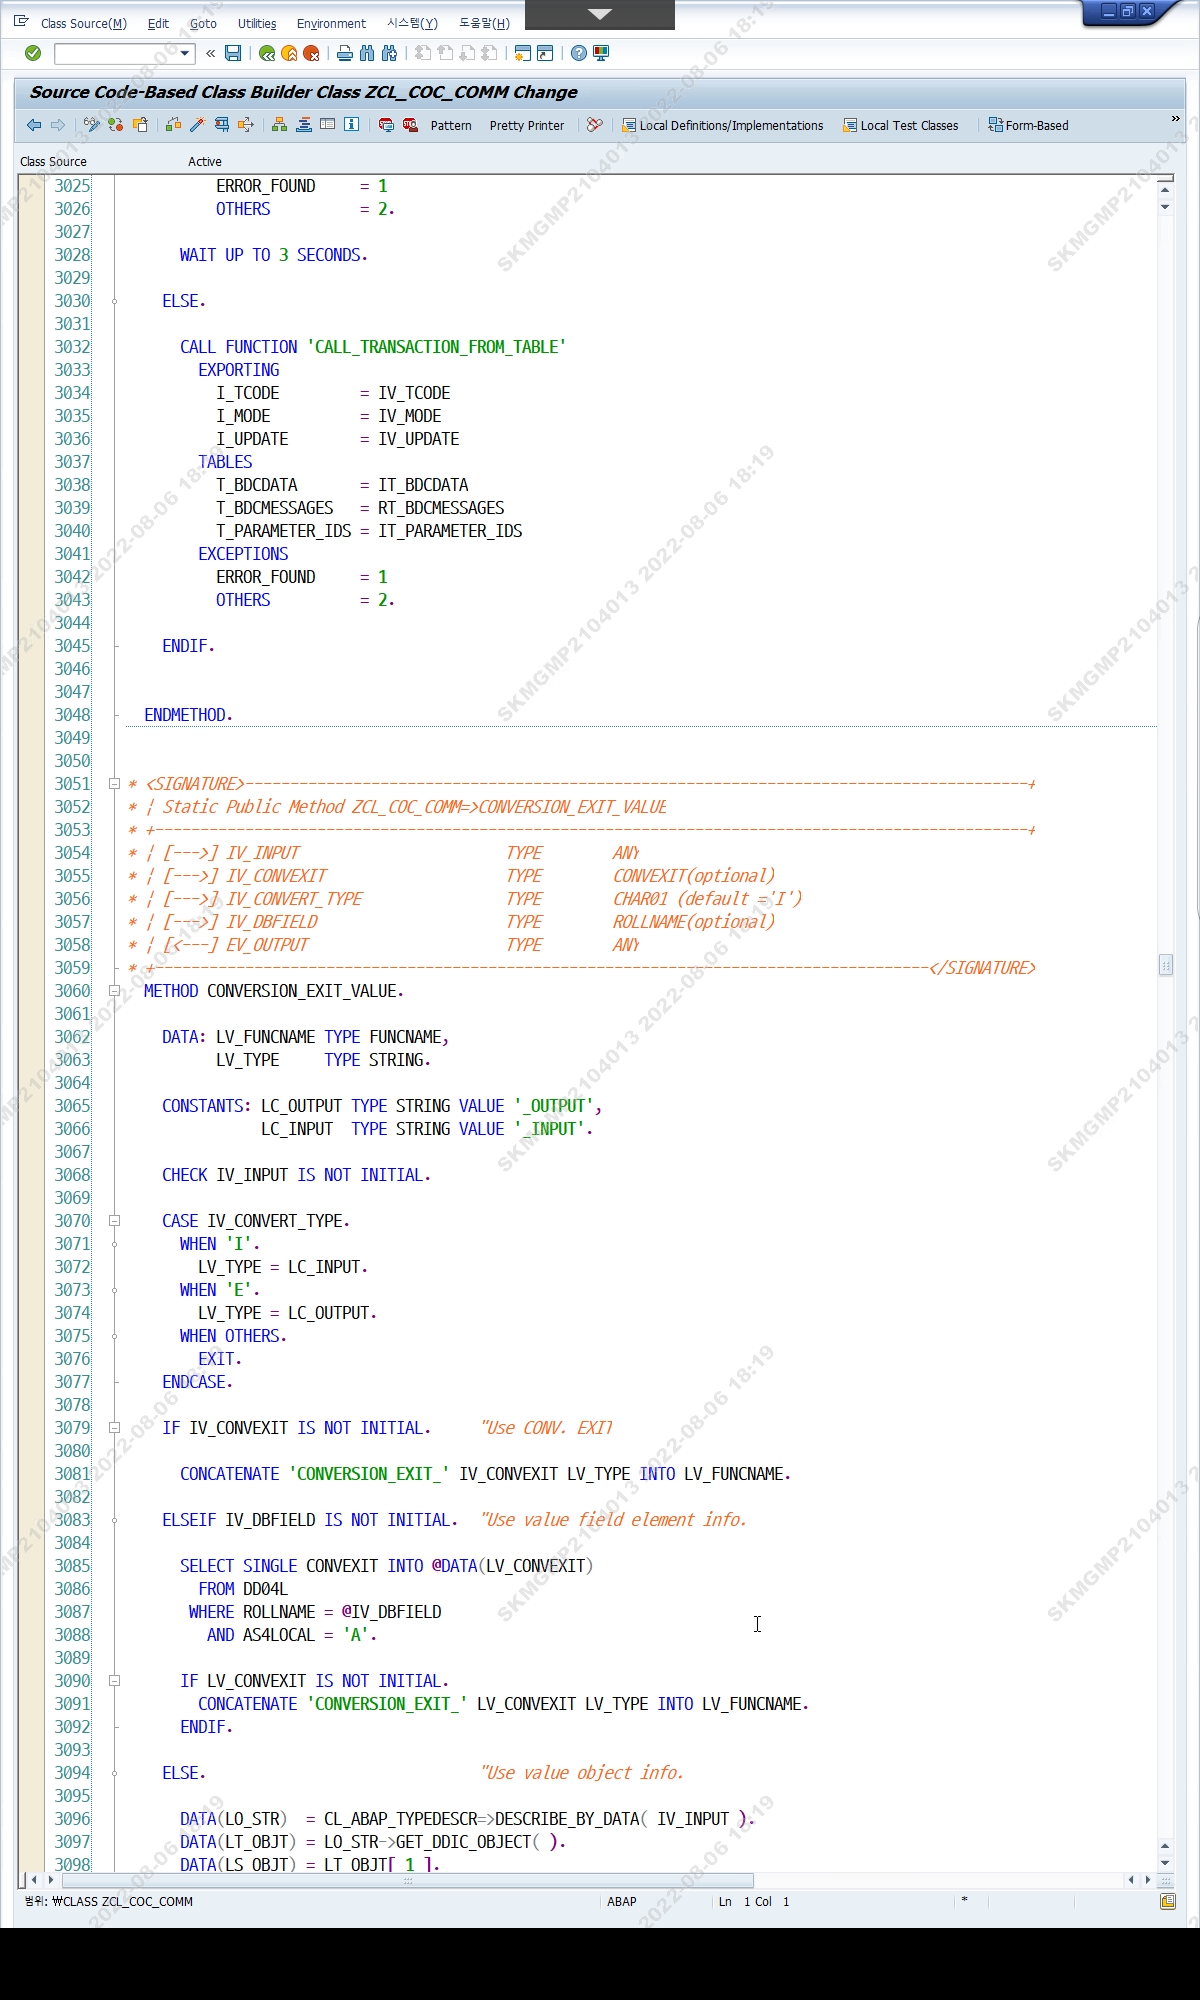 Class Source(M) Edit Goto Utilities Environment 시스템(Y) 도움말(H)
Source Code-Based Class Builder Class ZCL_COC_COMM Change
Pattern Pretty Printer Local Definitions/Implementations Local Test Classes Form-Based »
Class Source Active
3025 ERROR_FOUND = 1
3026 OTHERS = 2.
3027
3028 WAIT UP TO 3 SECONDS.
3029
3030 ELSE.
3031
3032 CALL FUNCTION 'CALL_TRANSACTION_FROM_TABLE'
3033 EXPORTING
3034 I_TCODE = IV_TCODE
3035 I_MODE = IV_MODE
3036 I_UPDATE = IV_UPDATE
3037 TABLES
3038 T_BDCDATA = IT_BDCDATA
3039 T_BDCMESSAGES = RT_BDCMESSAGES
3040 T_PARAMETER_IDS = IT_PARAMETER_IDS
3041 EXCEPTIONS
3042 ERROR_FOUND = 1
3043 OTHERS = 2.
3044
3045 ENDIF.
3046
3047
3048 ENDMETHOD.
3049
3050
3051 * <SIGNATURE>---------------------------------------------------------------------------------------+
3052 * | Static Public Method ZCL_COC_COMM=>CONVERSION_EXIT_VALUE
3053 * +-------------------------------------------------------------------------------------------------+
3054 * | [--->] IV_INPUT TYPE ANY
3055 * | [--->] IV_CONVEXIT TYPE CONVEXIT(optional)
3056 * | [--->] IV_CONVERT_TYPE TYPE CHAR01 (default ='I')
3057 * | [--->] IV_DBFIELD TYPE ROLLNAME(optional)
3058 * | [<---] EV_OUTPUT TYPE ANY
3059 * +--------------------------------------------------------------------------------------</SIGNATURE>
3060 METHOD CONVERSION_EXIT_VALUE.
3061
3062 DATA: LV_FUNCNAME TYPE FUNCNAME,
3063 LV_TYPE TYPE STRING.
3064
3065 CONSTANTS: LC_OUTPUT TYPE STRING VALUE '_OUTPUT',
3066 LC_INPUT TYPE STRING VALUE '_INPUT'.
3067
3068 CHECK IV_INPUT IS NOT INITIAL.
3069
3070 CASE IV_CONVERT_TYPE.
3071 WHEN 'I'.
3072 LV_TYPE = LC_INPUT.
3073 WHEN 'E'.
3074 LV_TYPE = LC_OUTPUT.
3075 WHEN OTHERS.
3076 EXIT.
3077 ENDCASE.
3078
3079 IF IV_CONVEXIT IS NOT INITIAL. "Use CONV. EXIT
3080
3081 CONCATENATE 'CONVERSION_EXIT_' IV_CONVEXIT LV_TYPE INTO LV_FUNCNAME.
3082
3083 ELSEIF IV_DBFIELD IS NOT INITIAL. "Use value field element info.
3084
3085 SELECT SINGLE CONVEXIT INTO @DATA(LV_CONVEXIT)
3086 FROM DD04L
3087 WHERE ROLLNAME = @IV_DBFIELD
3088 AND AS4LOCAL = 'A'.
3089
3090 IF LV_CONVEXIT IS NOT INITIAL.
3091 CONCATENATE 'CONVERSION_EXIT_' LV_CONVEXIT LV_TYPE INTO LV_FUNCNAME.
3092 ENDIF.
3093
3094 ELSE. "Use value object info.
3095
3096 DATA(LO_STR) = CL_ABAP_TYPEDESCR=>DESCRIBE_BY_DATA( IV_INPUT ).
3097 DATA(LT_OBJT) = LO_STR->GET_DDIC_OBJECT( ).
3098 DATA(LS_OBJT) = LT_OBJT[ 1 ].
범위: ₩CLASS ZCL_COC_COMM ABAP Ln 1 Col 1 *
SKMGMP2104013 2022-08-06 18:19